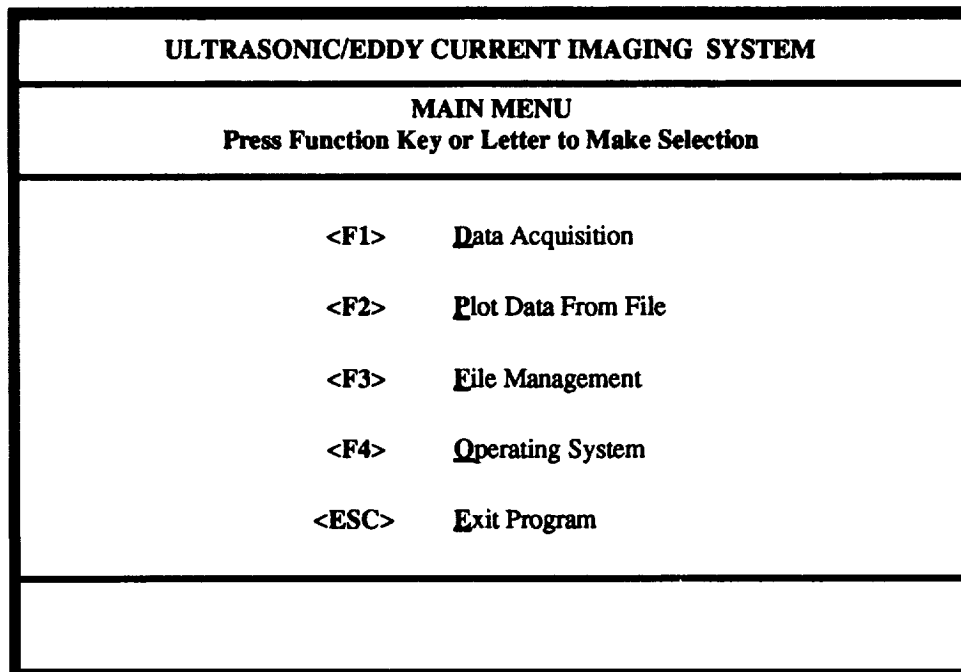 ULTRASONIC/EDDY CURRENT IMAGING SYSTEM
MAIN MENU
Press Function Key or Letter to Make Selection
<F1> Data Acquisition
<F2> Plot Data From File
<F3> File Management
<F4> Operating System
<ESC> Exit Program